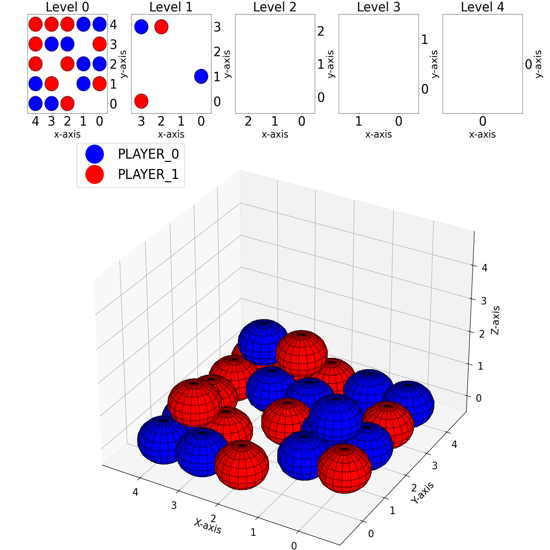 Level 0 Level 1 Level 2 Level 3 Level 4
4 3 2 1 0 y-axis
3 2 1 0 y-axis
2 1 0 y-axis
1 0 y-axis
0 y-axis
4 3 2 1 0
3 2 1 0
2 1 0
1 0
0
x-axis x-axis x-axis x-axis x-axis
PLAYER_0
PLAYER_1
4
3
2
1
0
Z-axis
4
3
2
1
0
Y-axis
4
3
2
1
0
X-axis